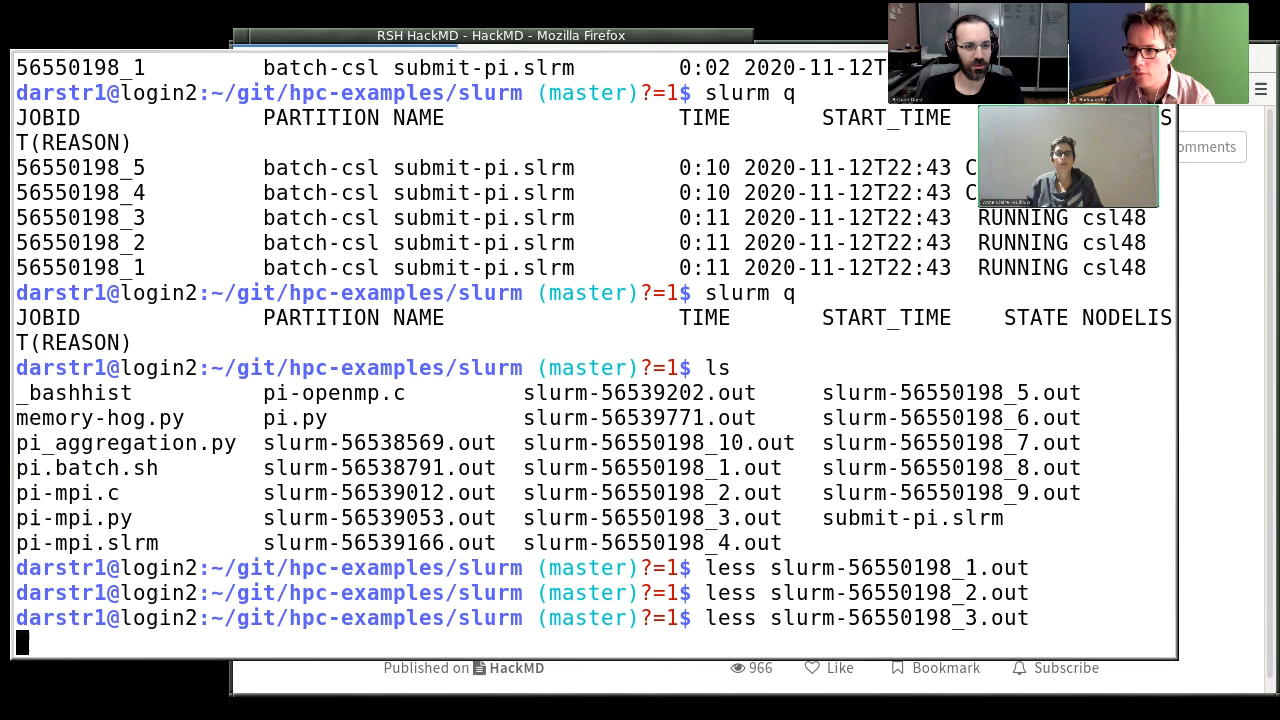 RSH HackMD - HackMD - Mozilla Firefox
56550198_1 batch-csl submit-pi.slrm 0:02 2020-11-12T
darstr1@login2:~/git/hpc-examples/slurm (master)?=1$ slurm q
JOBID PARTITION NAME TIME START_TIME S
T(REASON)
omments
56550198_5 batch-csl submit-pi.slrm 0:10 2020-11-12T22:43 C
56550198_4 batch-csl submit-pi.slrm 0:10 2020-11-12T22:43 C
56550198_3 batch-csl submit-pi.slrm 0:11 2020-11-12T22:43 RUNNING csl48
56550198_2 batch-csl submit-pi.slrm 0:11 2020-11-12T22:43 RUNNING csl48
56550198_1 batch-csl submit-pi.slrm 0:11 2020-11-12T22:43 RUNNING csl48
darstr1@login2:~/git/hpc-examples/slurm (master)?=1$ slurm q
JOBID PARTITION NAME TIME START_TIME STATE NODELIS
T(REASON)
darstr1@login2:~/git/hpc-examples/slurm (master)?=1$ ls
_bashhist pi-openmp.c slurm-56539202.out slurm-56550198_5.out
memory-hog.py pi.py slurm-56539771.out slurm-56550198_6.out
pi_aggregation.py slurm-56538569.out slurm-56550198_10.out slurm-56550198_7.out
pi.batch.sh slurm-56538791.out slurm-56550198_1.out slurm-56550198_8.out
pi-mpi.c slurm-56539012.out slurm-56550198_2.out slurm-56550198_9.out
pi-mpi.py slurm-56539053.out slurm-56550198_3.out submit-pi.slrm
pi-mpi.slrm slurm-56539166.out slurm-56550198_4.out
darstr1@login2:~/git/hpc-examples/slurm (master)?=1$ less slurm-56550198_1.out
darstr1@login2:~/git/hpc-examples/slurm (master)?=1$ less slurm-56550198_2.out
darstr1@login2:~/git/hpc-examples/slurm (master)?=1$ less slurm-56550198_3.out
Published on HackMD 966 Like Bookmark Subscribe